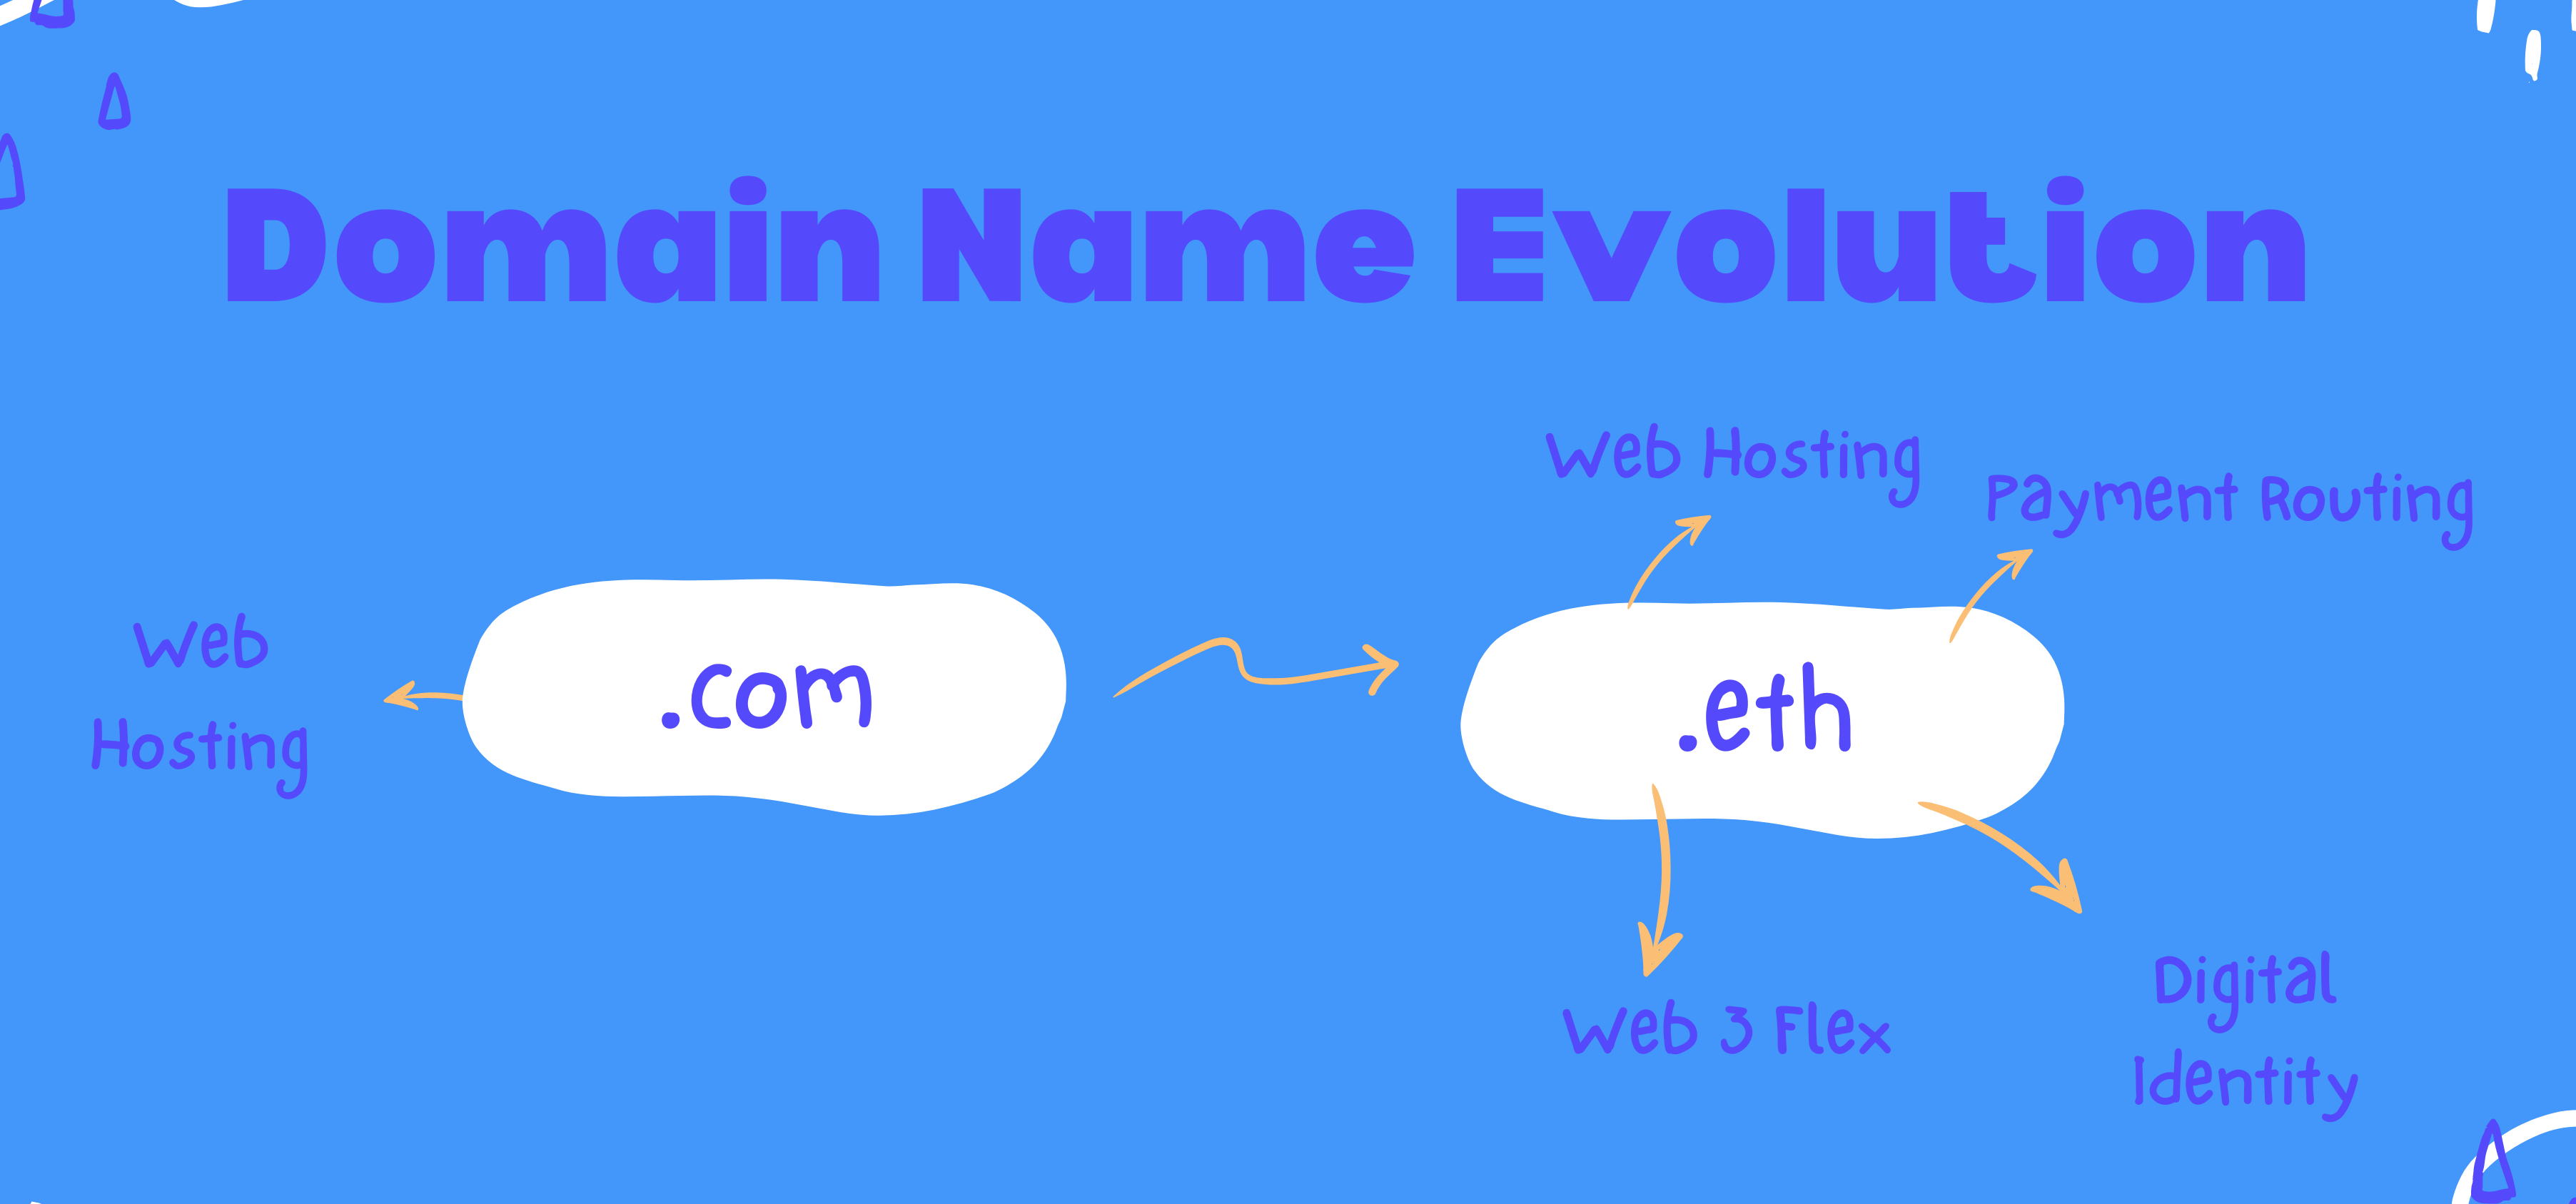 Domain Name Evolution
Web Hosting
Payment Routing
Web
Hosting
.com
.eth
Web 3 Flex
Digital
Identity